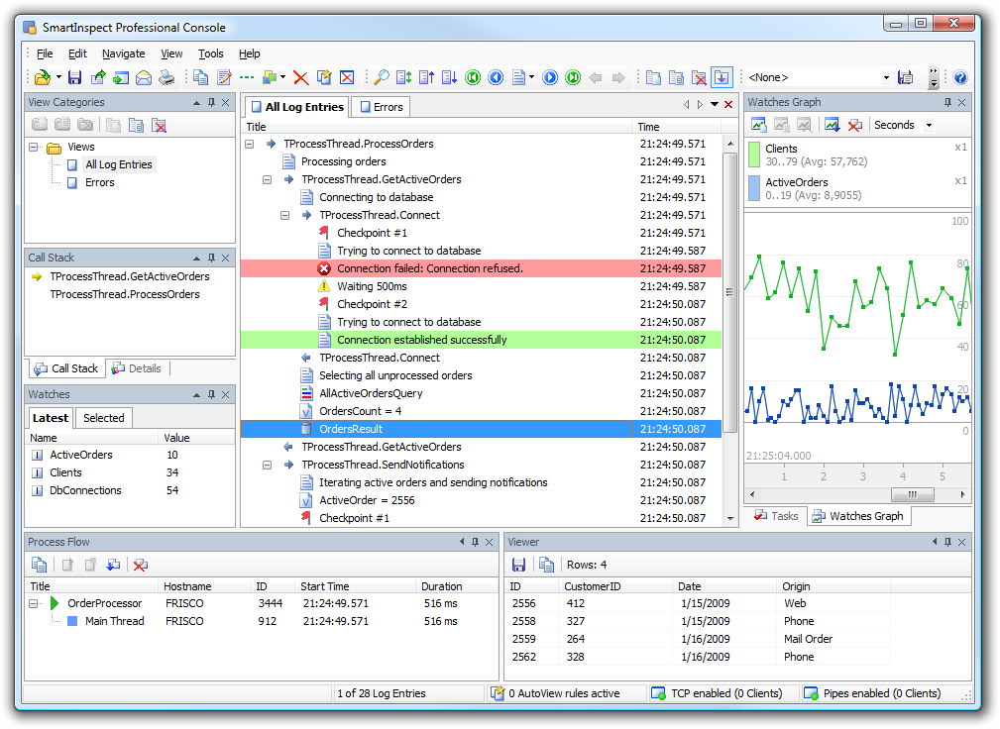 SmartInspect Professional Console
File Edit Navigate View Tools Help
<None>
View Categories
Views
All Log Entries
Errors
Call Stack
TProcessThread.GetActiveOrders
TProcessThread.ProcessOrders
Call Stack Details
Watches
Latest Selected
Name Value
ActiveOrders 10
Clients 34
DbConnections 54
All Log Entries Errors
Title Time
TProcessThread.ProcessOrders 21:24:49.571
Processing orders 21:24:49.571
TProcessThread.GetActiveOrders 21:24:49.571
Connecting to database 21:24:49.571
TProcessThread.Connect 21:24:49.571
Checkpoint #1 21:24:49.571
Trying to connect to database 21:24:49.587
Connection failed: Connection refused. 21:24:49.587
Waiting 500ms 21:24:49.587
Checkpoint #2 21:24:50.087
Trying to connect to database 21:24:50.087
Connection established successfully 21:24:50.087
TProcessThread.Connect 21:24:50.087
Selecting all unprocessed orders 21:24:50.087
AllActiveOrdersQuery 21:24:50.087
OrdersCount = 4 21:24:50.087
OrdersResult 21:24:50.087
TProcessThread.GetActiveOrders 21:24:50.087
TProcessThread.SendNotifications 21:24:50.087
Iterating active orders and sending notifications 21:24:50.087
ActiveOrder = 2556 21:24:50.087
Checkpoint #1 21:24:50.087
Watches Graph
Seconds
Clients x1
30..79 (Avg: 57,762)
ActiveOrders x1
0..19 (Avg: 8,9055)
100
80
60
40
20
0
21:25:04.000
1 2 3 4 5
Tasks Watches Graph
Process Flow
Title Hostname ID Start Time Duration
OrderProcessor FRISCO 3444 21:24:49.571 516 ms
Main Thread FRISCO 912 21:24:49.571 516 ms
Viewer
Rows: 4
ID CustomerID Date Origin
2556 412 1/15/2009 Web
2558 327 1/15/2009 Phone
2559 264 1/16/2009 Mail Order
2562 328 1/16/2009 Phone
1 of 28 Log Entries 0 AutoView rules active TCP enabled (0 Clients) Pipes enabled (0 Clients)